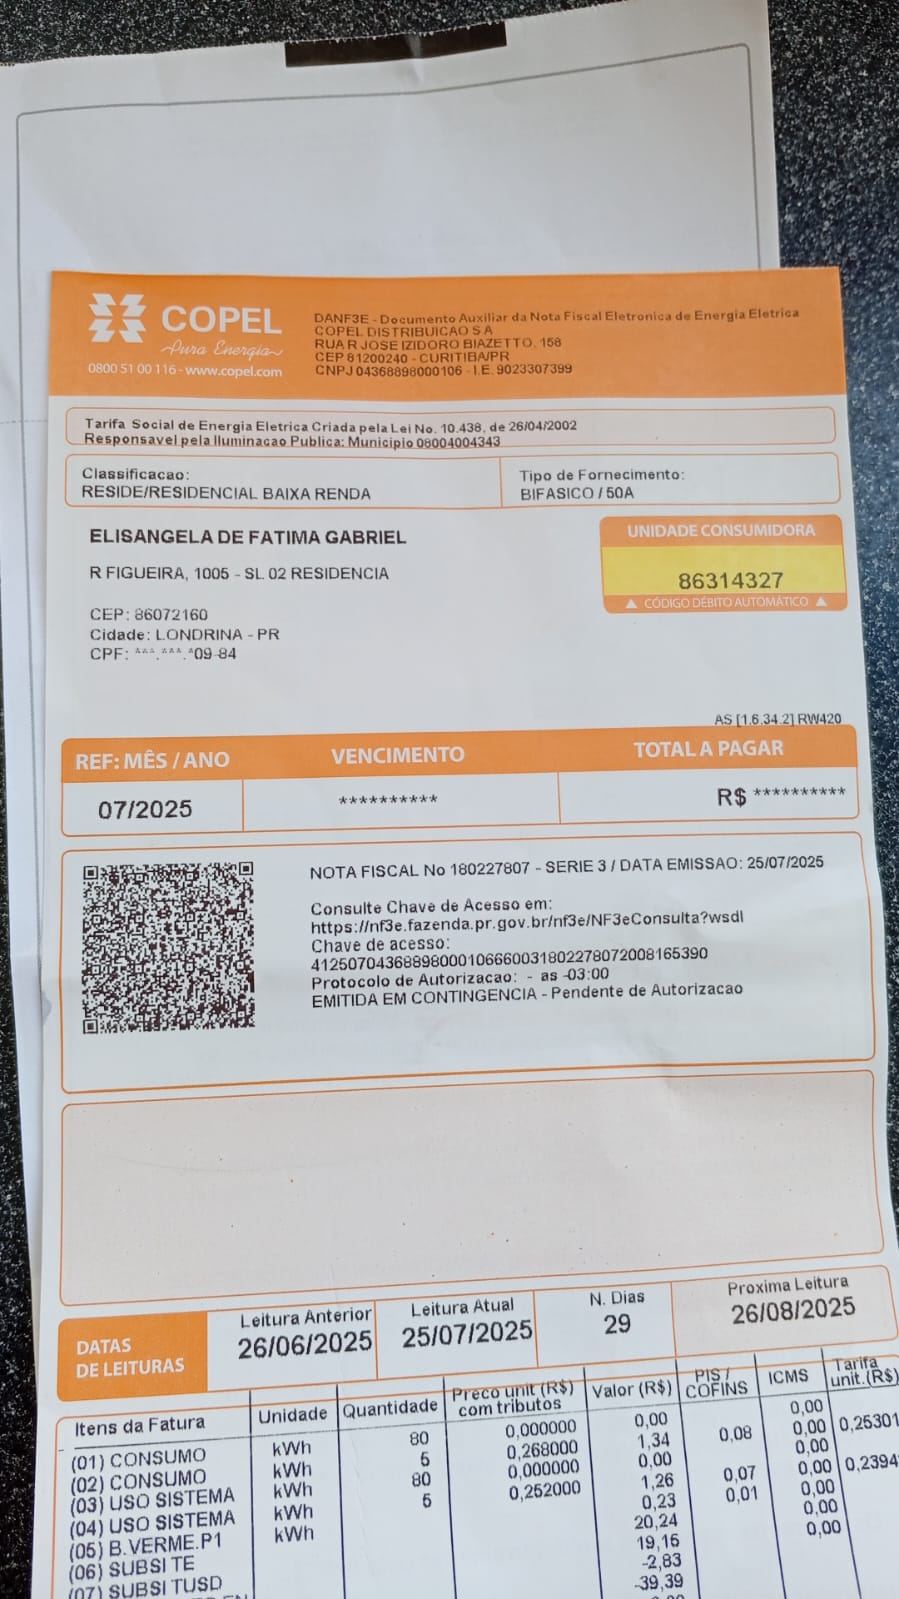 COPEL
Pura Energia
0800 51 00 116 - www.copel.com
DANF3E - Documento Auxiliar da Nota Fiscal Eletronica de Energia Eletrica
COPEL DISTRIBUICAO S A
RUA R JOSE IZIDORO BIAZETTO, 158
CEP 81200240 - CURITIBA/PR
CNPJ 04368898000106 - I.E. 9023307399
Tarifa Social de Energia Eletrica Criada pela Lei No. 10.438, de 26/04/2002
Responsavel pela Iluminacao Publica: Municipio 08004004343
Classificacao:
RESIDE/RESIDENCIAL BAIXA RENDA
Tipo de Fornecimento:
BIFASICO / 50A
ELISANGELA DE FATIMA GABRIEL
R FIGUEIRA, 1005 - SL 02 RESIDENCIA
CEP: 86072160
Cidade: LONDRINA - PR
CPF: ***.***.*09-84
UNIDADE CONSUMIDORA
86314327
▲ CÓDIGO DÉBITO AUTOMÁTICO ▲
AS [1.6.34.2] RW420
REF: MÊS / ANO VENCIMENTO TOTAL A PAGAR
07/2025 ********** R$ **********
NOTA FISCAL No 180227807 - SERIE 3 / DATA EMISSAO: 25/07/2025
Consulte Chave de Acesso em:
https://nf3e.fazenda.pr.gov.br/nf3e/NF3eConsulta?wsdl
Chave de acesso:
41250704368898000106660031802278072008165390
Protocolo de Autorizacao: - as -03:00
EMITIDA EM CONTINGENCIA - Pendente de Autorizacao
DATAS
DE LEITURAS
Leitura Anterior
26/06/2025
Leitura Atual
25/07/2025
N. Dias
29
Proxima Leitura
26/08/2025
Itens da Fatura Unidade Quantidade Preco unit (R$) com tributos Valor (R$) PIS / COFINS ICMS Tarifa unit.(R$)
(01) CONSUMO kWh 80 0,000000 0,00 0,00
(02) CONSUMO kWh 5 0,268000 1,34 0,08 0,00 0,25301
(03) USO SISTEMA kWh 80 0,000000 0,00 0,00
(04) USO SISTEMA kWh 5 0,252000 1,26 0,07 0,00 0,2394
(05) B.VERME.P1 kWh 0,23 0,01 0,00
(06) SUBSI TE 20,24 0,00
(07) SUBSI TUSD 19,16 0,00
-2,83
-39,39